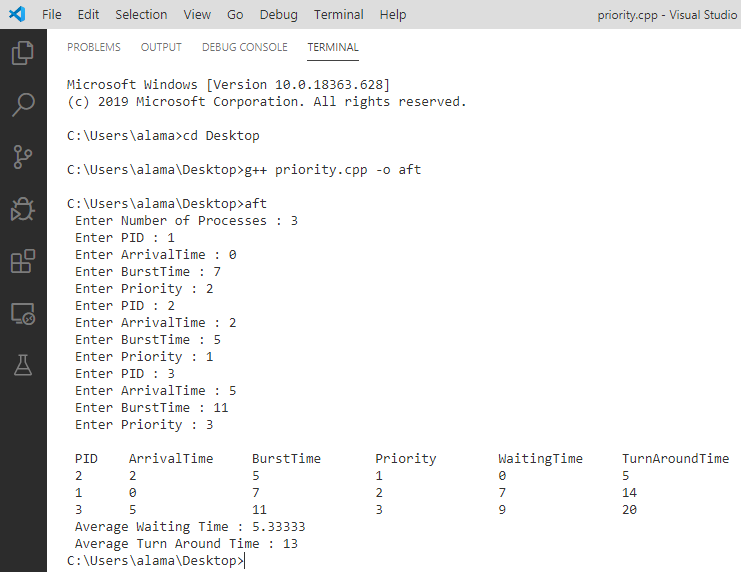 File Edit Selection View Go Debug Terminal Help priority.cpp - Visual Studio
PROBLEMS OUTPUT DEBUG CONSOLE TERMINAL
Microsoft Windows [Version 10.0.18363.628]
(c) 2019 Microsoft Corporation. All rights reserved.
C:\Users\alama>cd Desktop
C:\Users\alama\Desktop>g++ priority.cpp -o aft
C:\Users\alama\Desktop>aft
Enter Number of Processes : 3
Enter PID : 1
Enter ArrivalTime : 0
Enter BurstTime : 7
Enter Priority : 2
Enter PID : 2
Enter ArrivalTime : 2
Enter BurstTime : 5
Enter Priority : 1
Enter PID : 3
Enter ArrivalTime : 5
Enter BurstTime : 11
Enter Priority : 3
PID ArrivalTime BurstTime Priority WaitingTime TurnAroundTime
2 2 5 1 0 5
1 0 7 2 7 14
3 5 11 3 9 20
Average Waiting Time : 5.33333
Average Turn Around Time : 13
C:\Users\alama\Desktop>